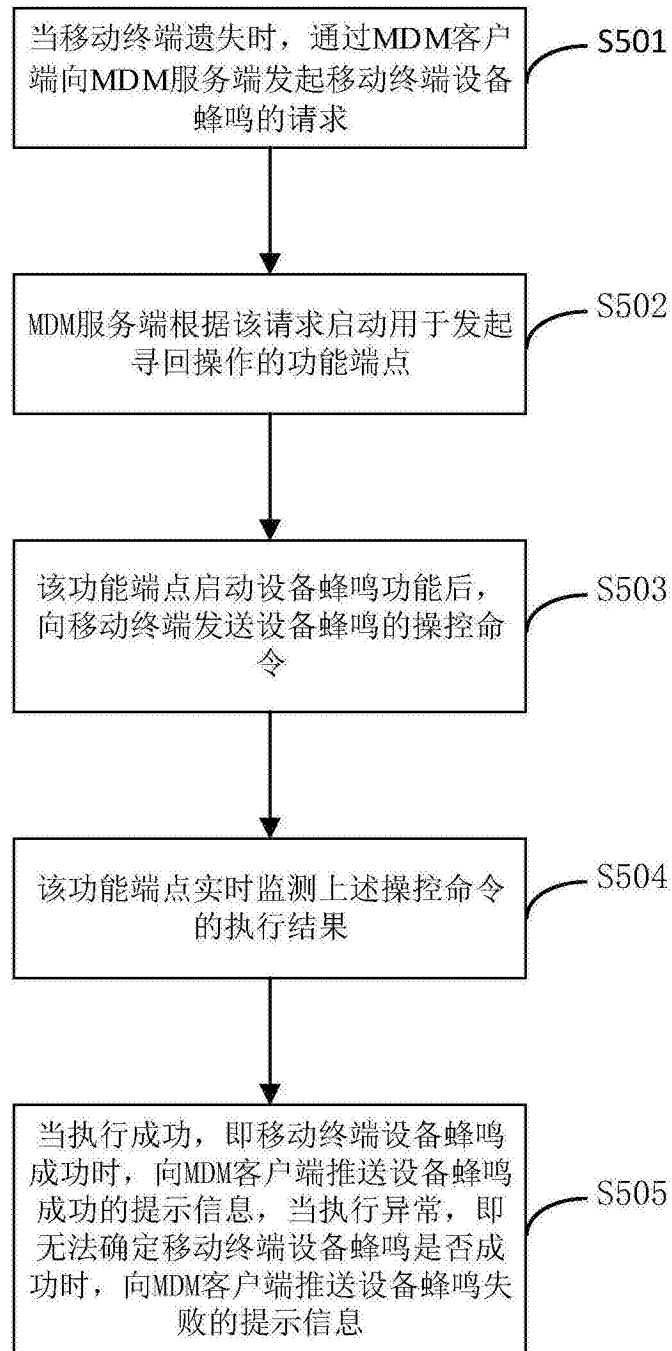 当移动终端遗失时，通过MDM客户
端向MDM服务端发起移动终端设备
蜂鸣的请求
S501
MDM服务端根据该请求启动用于发起
寻回操作的功能端点
S502
该功能端点启动设备蜂鸣功能后，
向移动终端发送设备蜂鸣的操控命
令
S503
该功能端点实时监测上述操控命令
的执行结果
S504
当执行成功，即移动终端设备蜂鸣
成功时，向MDM客户端推送设备蜂鸣
成功的提示信息，当执行异常，即
无法确定移动终端设备蜂鸣是否成
功时，向MDM客户端推送设备蜂鸣失
败的提示信息
S505